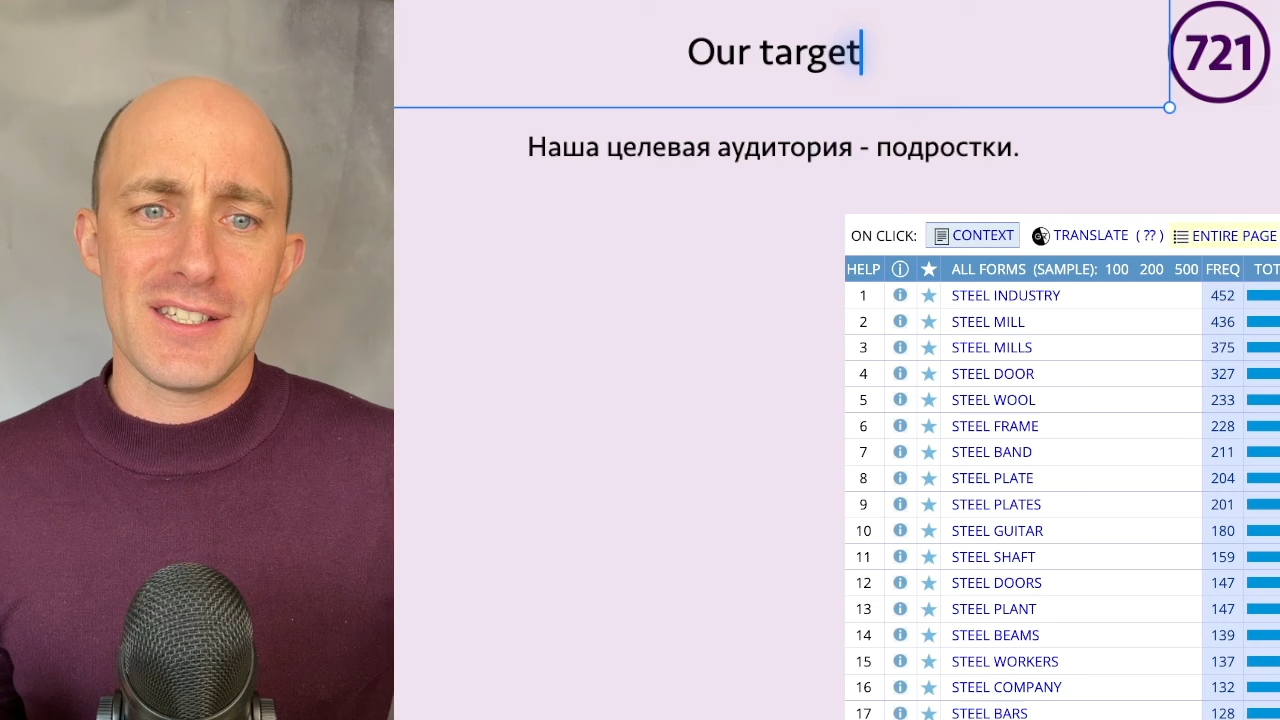 Our target
721
Наша целевая аудитория - подростки.
ON CLICK: CONTEXT TRANSLATE ( ?? ) ENTIRE PAGE
HELP ALL FORMS (SAMPLE): 100 200 500 FREQ TOT
1 STEEL INDUSTRY 452
2 STEEL MILL 436
3 STEEL MILLS 375
4 STEEL DOOR 327
5 STEEL WOOL 233
6 STEEL FRAME 228
7 STEEL BAND 211
8 STEEL PLATE 204
9 STEEL PLATES 201
10 STEEL GUITAR 180
11 STEEL SHAFT 159
12 STEEL DOORS 147
13 STEEL PLANT 147
14 STEEL BEAMS 139
15 STEEL WORKERS 137
16 STEEL COMPANY 132
17 STEEL BARS 128